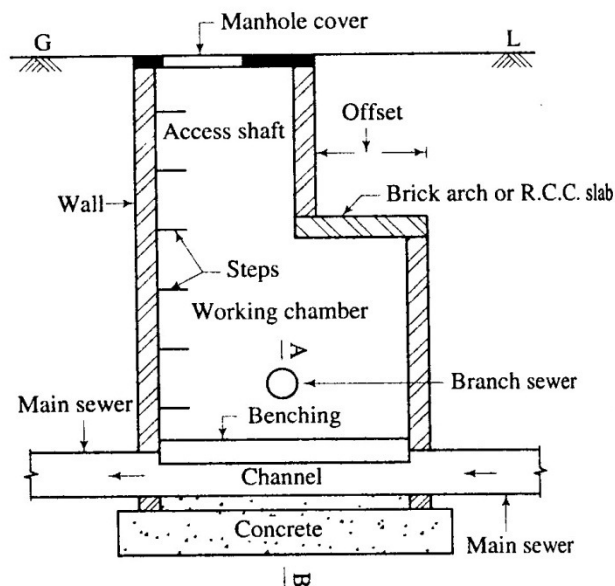 Manhole cover
G
L
Access shaft
Offset
Wall
Brick arch or R.C.C. slab
Steps
Working chamber
A
Branch sewer
Main sewer
Benching
Channel
Concrete
Main sewer
B